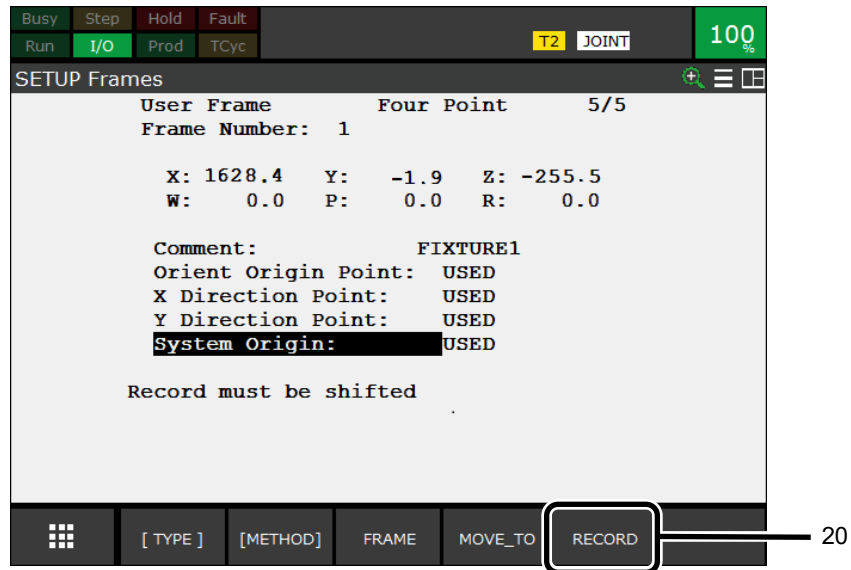 Busy Step Hold Fault
Run I/O Prod TCyc T2 JOINT 100%
SETUP Frames
User Frame Four Point 5/5
Frame Number: 1
X: 1628.4 Y: -1.9 Z: -255.5
W: 0.0 P: 0.0 R: 0.0
Comment: FIXTURE1
Orient Origin Point: USED
X Direction Point: USED
Y Direction Point: USED
System Origin: USED
Record must be shifted
[ TYPE ] [METHOD] FRAME MOVE_TO RECORD 20